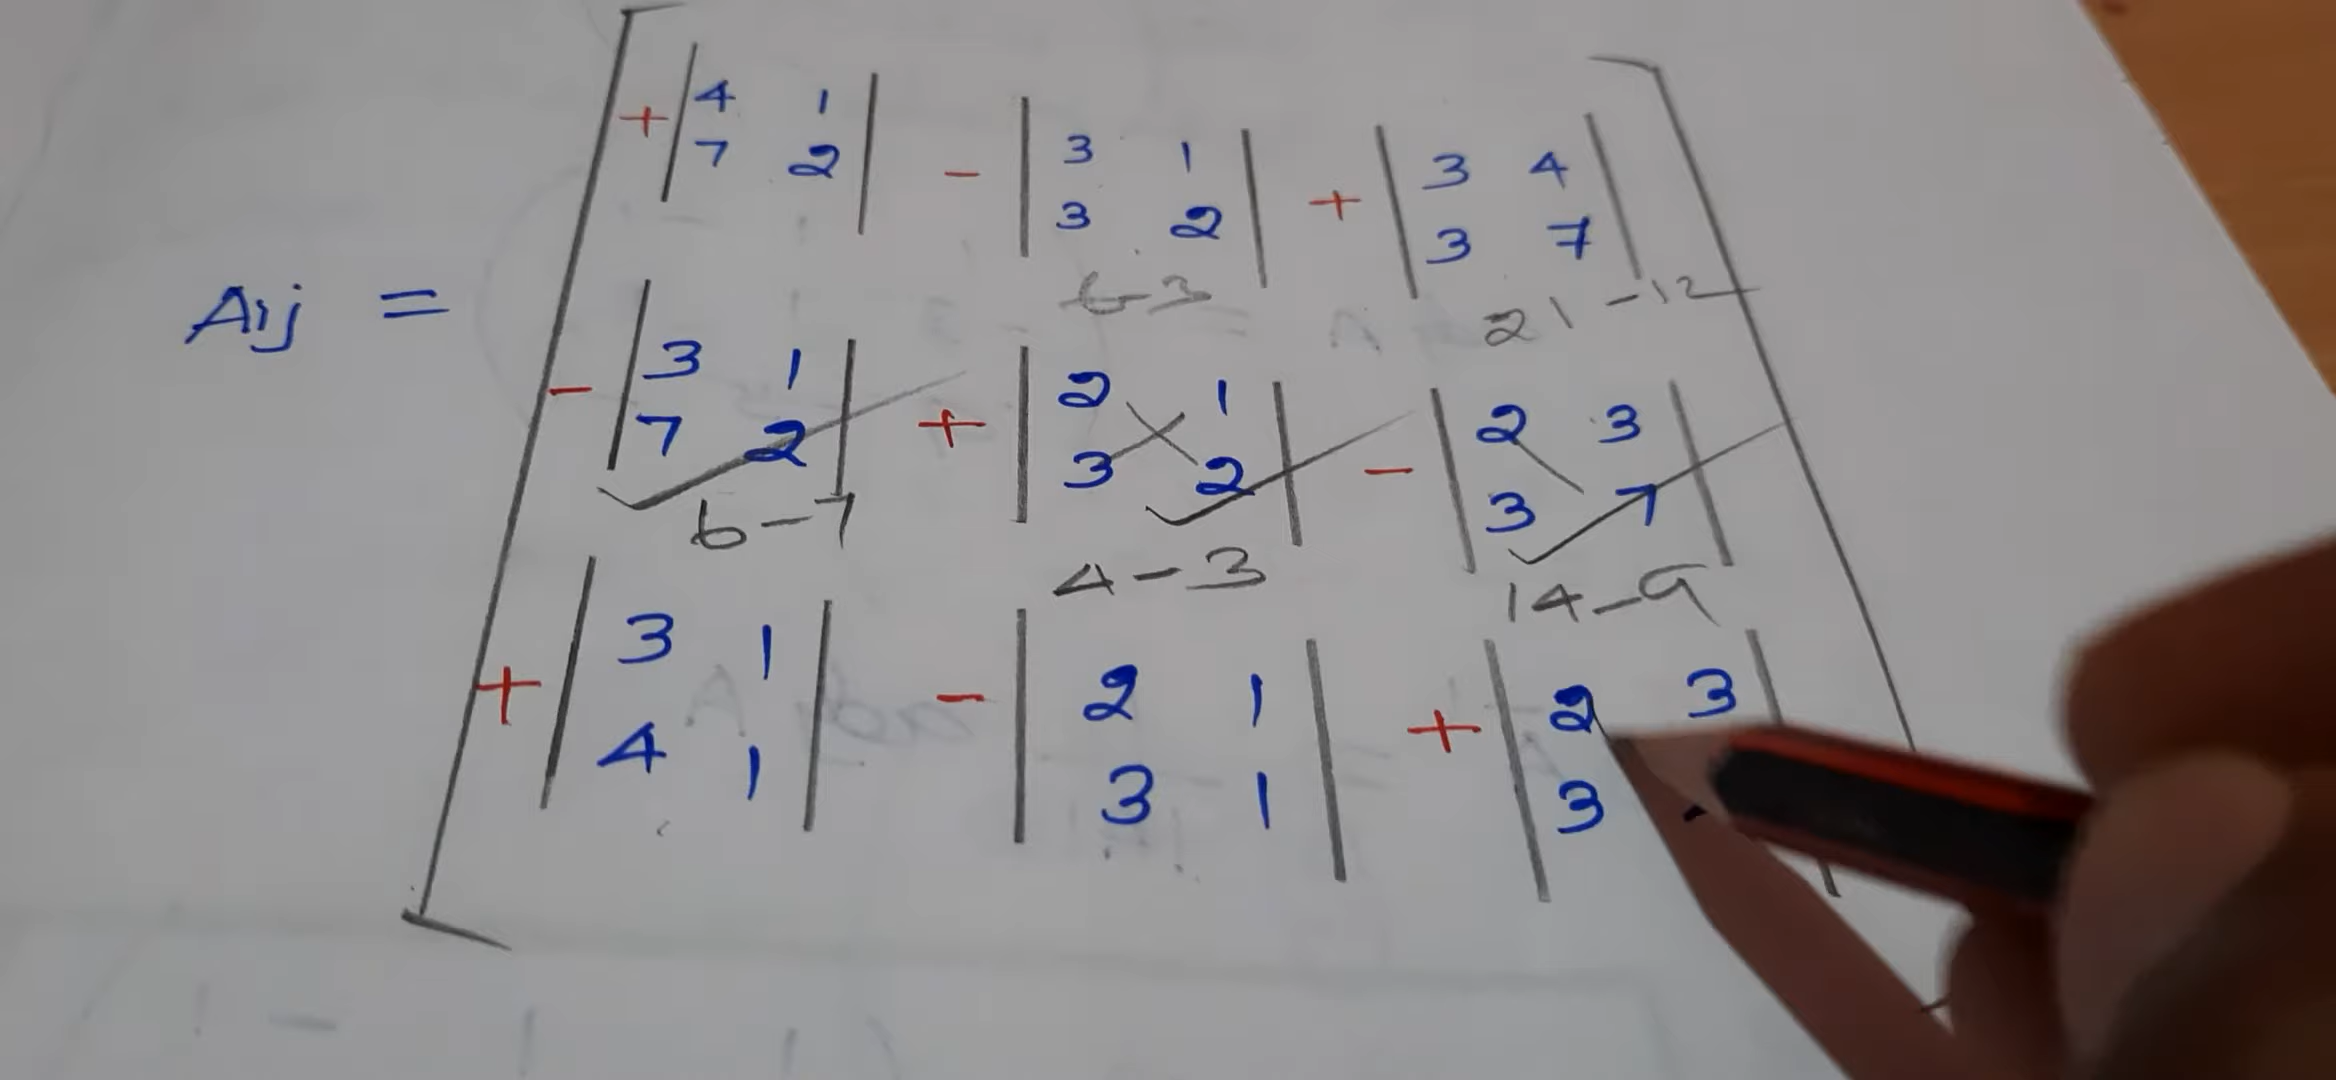 + | 4 1 | - | 3 1 | + | 3 4 |
| 7 2 | | 3 2 | | 3 7 |
6-3 21-12
Aij =
- | 3 1 | + | 2 1 | - | 2 3 |
| 7 2 | | 3 2 | | 3 7 |
6-7 4-3 14-9
+ | 3 1 | - | 2 1 | + | 2 3 |
| 4 1 | | 3 1 | | 3